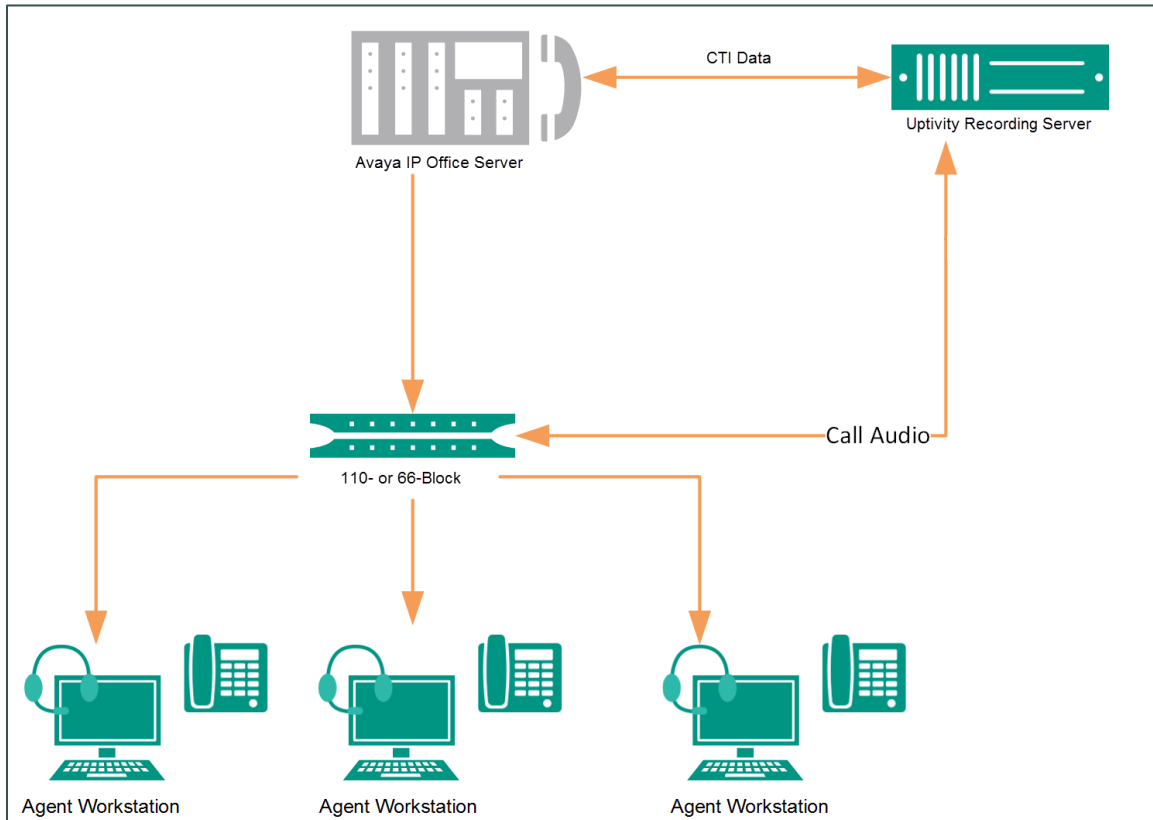 CTI Data
Uptivity Recording Server
Avaya IP Office Server
Call Audio
110- or 66-Block
Agent Workstation
Agent Workstation
Agent Workstation